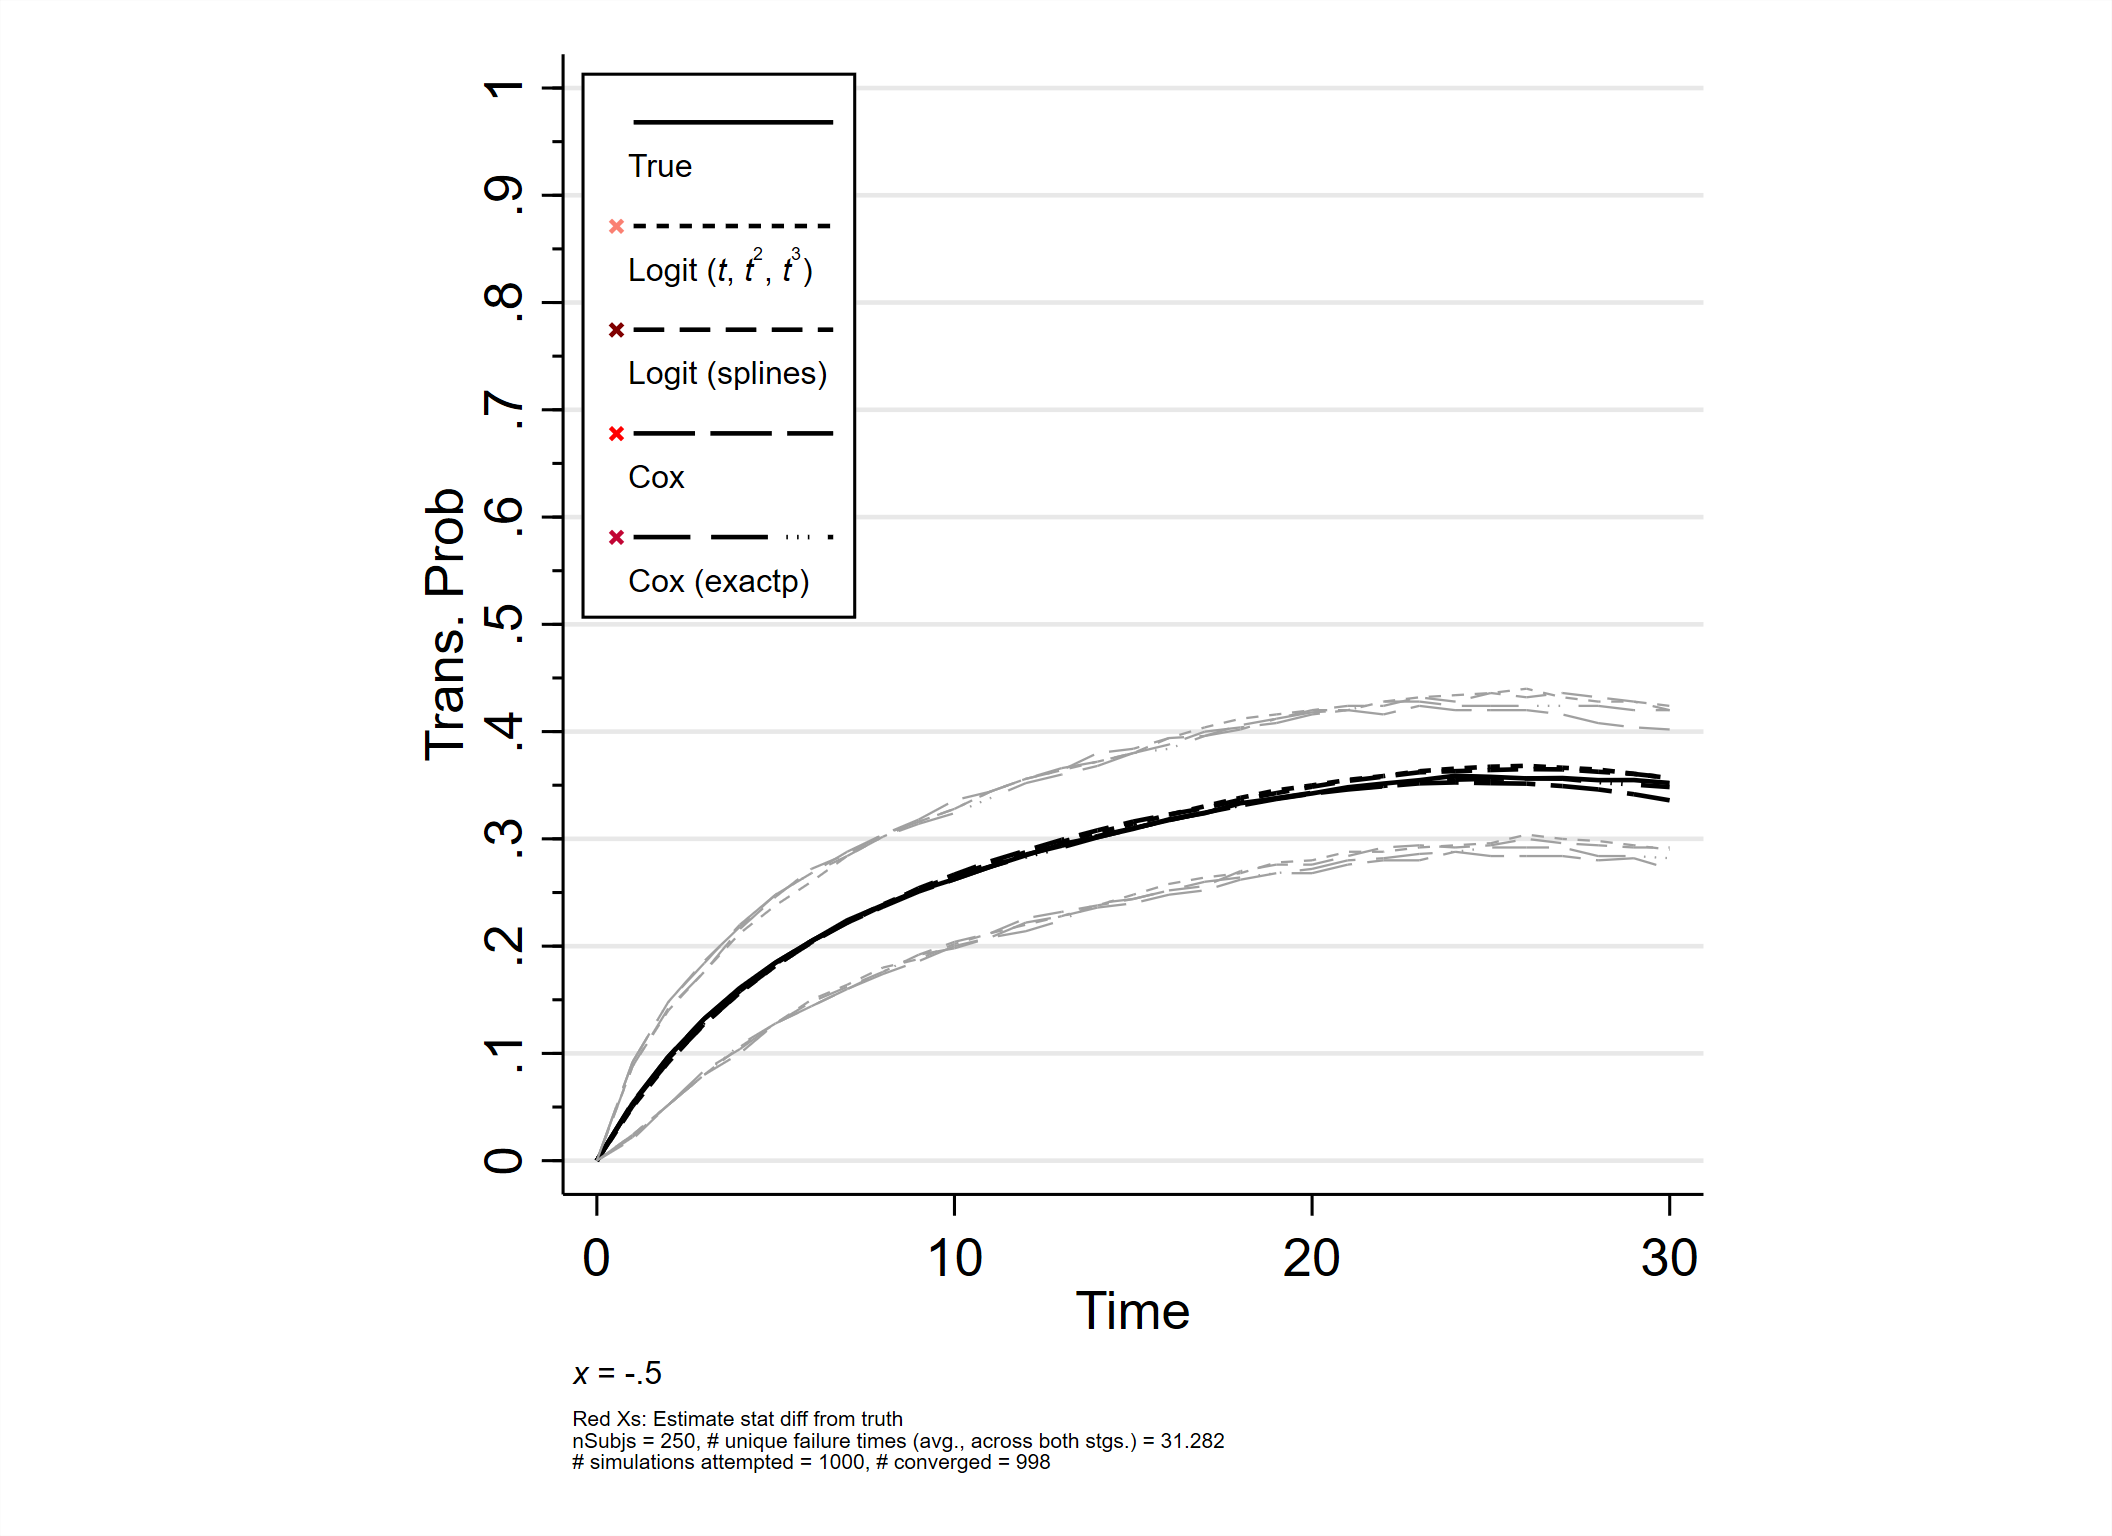 True
Logit (t, t², t³)
Logit (splines)
Cox
Cox (exactp)
Trans. Prob
1
.9
.8
.7
.6
.5
.4
.3
.2
.1
0
0 10 20 30
Time
x = -.5
Red Xs: Estimate stat diff from truth
nSubjs = 250, # unique failure times (avg., across both stgs.) = 31.282
# simulations attempted = 1000, # converged = 998